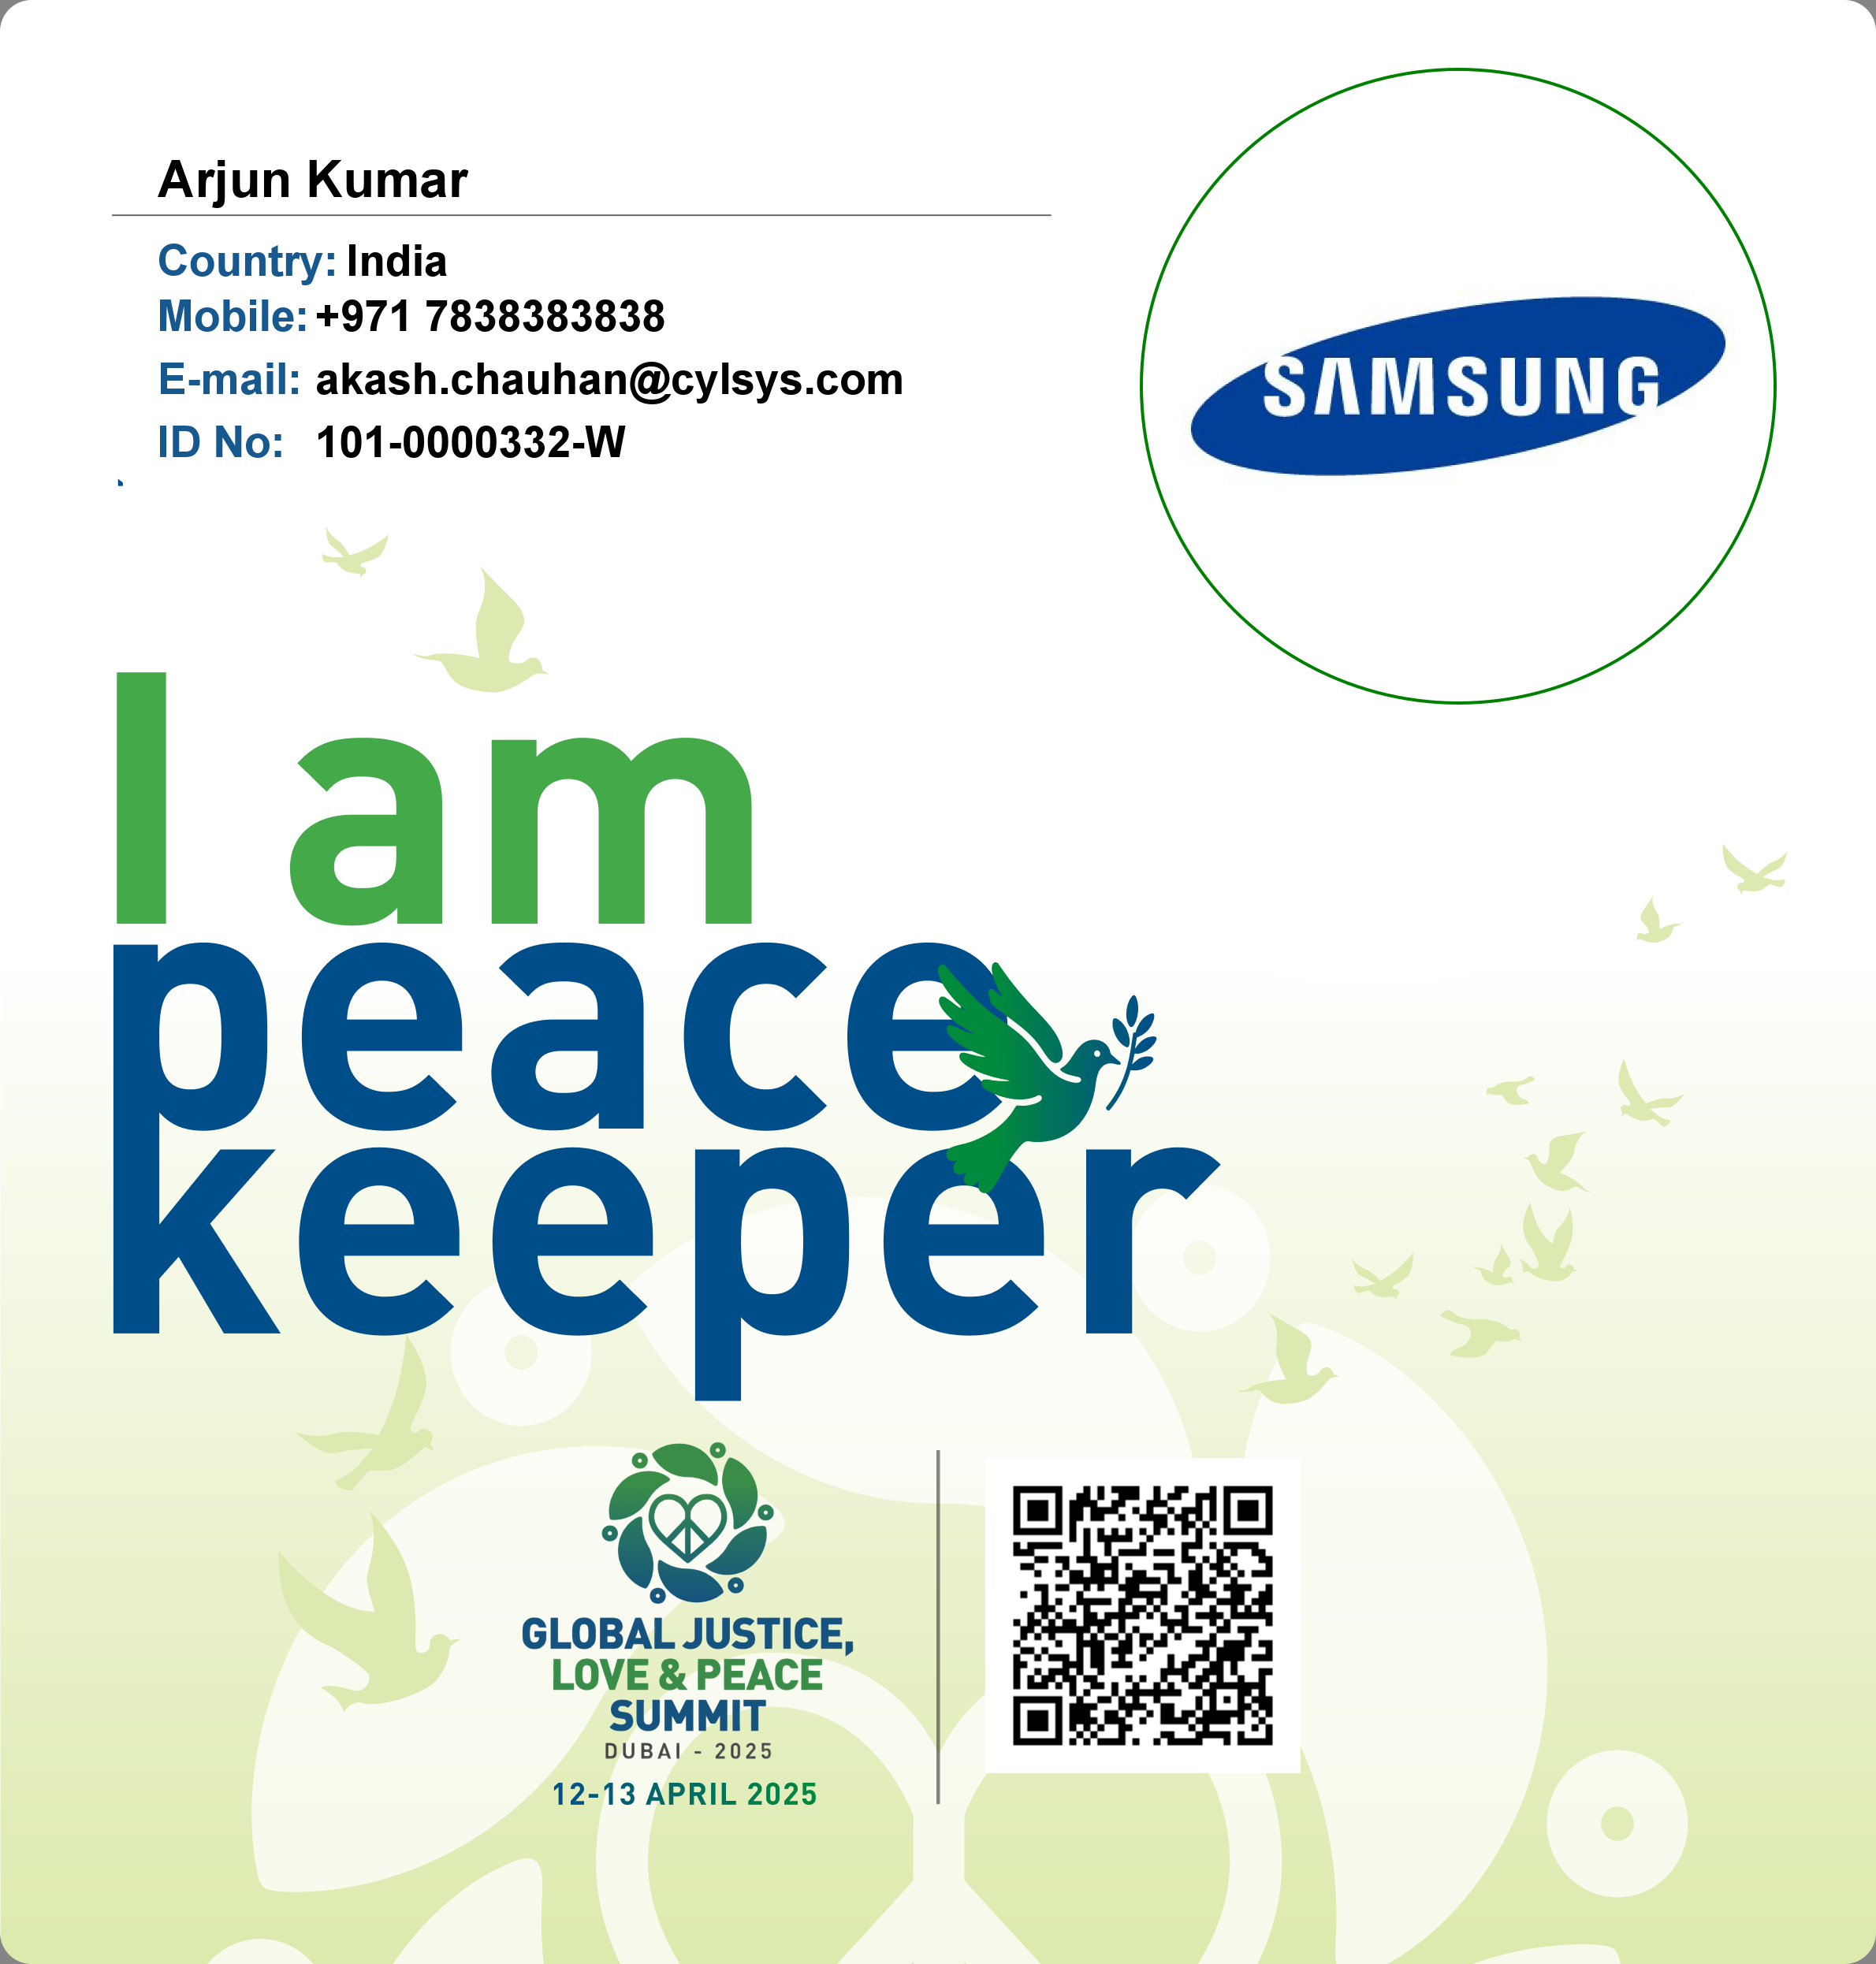 Arjun Kumar
Country: India
Mobile: +971 7838383838
E-mail: akash.chauhan@cylsys.com
ID No: 101-0000332-W
SAMSUNG
I am
peace
keeper
GLOBAL JUSTICE,
LOVE & PEACE
SUMMIT
DUBAI - 2025
12-13 APRIL 2025